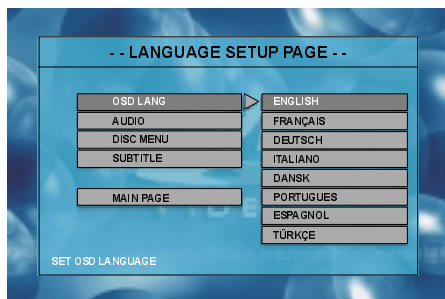 - - LANGUAGE SETUP PAGE - -
OSD LANG
AUDIO
DISC MENU
SUBTITLE
MAIN PAGE
ENGLISH
FRANÇAIS
DEUTSCH
ITALIANO
DANSK
PORTUGUES
ESPAGNOL
TÜRKÇE
SET OSD LANGUAGE